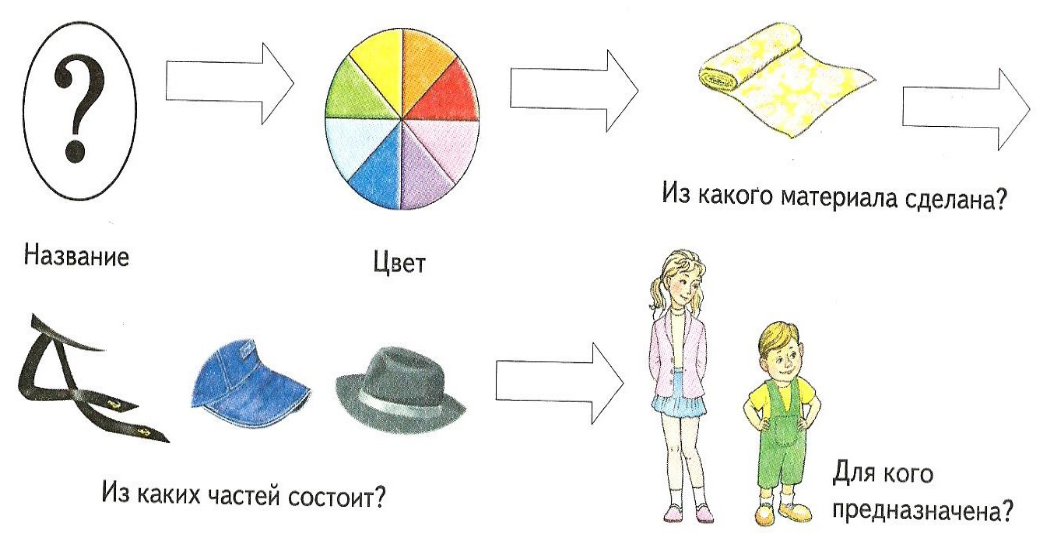 ?
Название
Цвет
Из какого материала сделана?
Из каких частей состоит?
Для кого
предназначена?